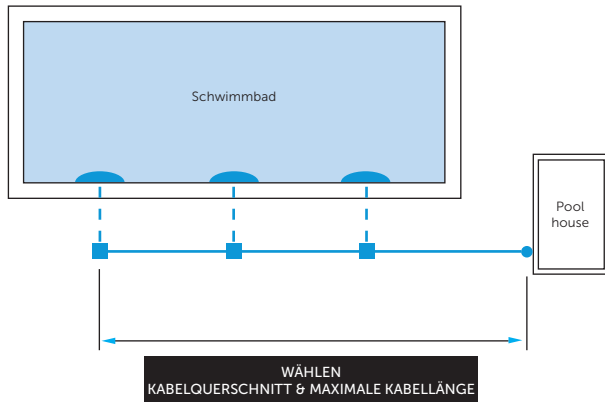 Schwimmbad
Pool
house
WÄHLEN
KABELQUERSCHNITT & MAXIMALE KABELLÄNGE